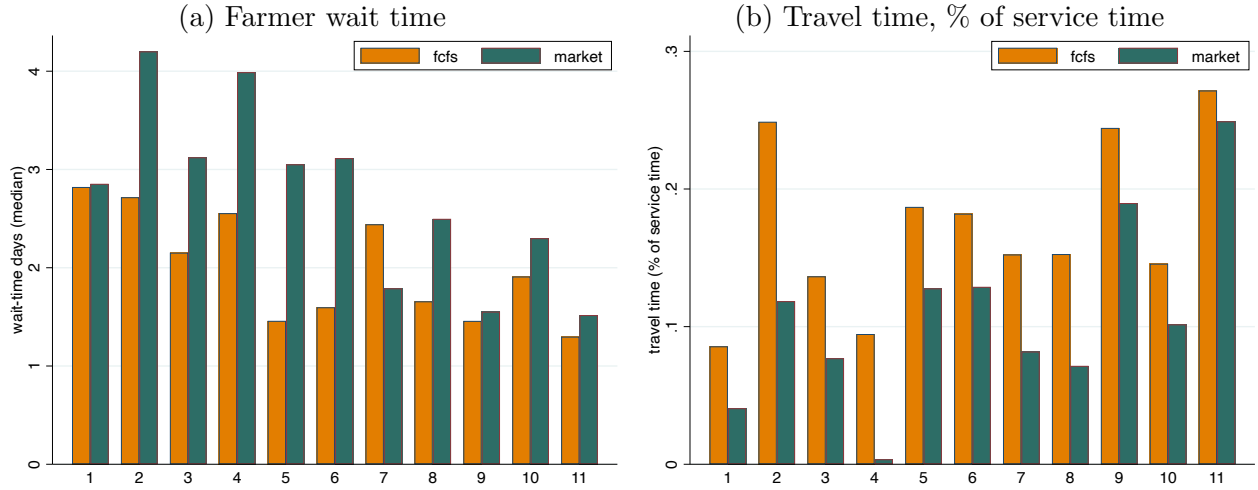 (a) Farmer wait time
fcfs market
wait-time days (median)
4
3
2
1
0
1 2 3 4 5 6 7 8 9 10 11
(b) Travel time, % of service time
fcfs market
travel time (% of service time)
.3
.2
.1
0
1 2 3 4 5 6 7 8 9 10 11